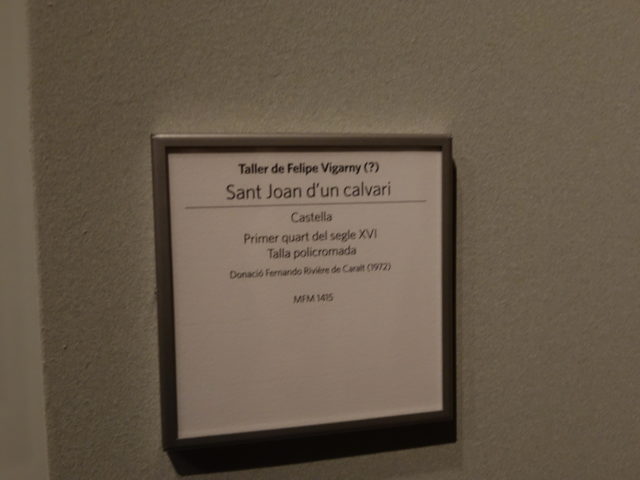 Taller de Felipe Vigarny (?)
Sant Joan d'un calvari
Castella
Primer quart del segle XVI
Talla policromada
Donació Fernando Rivière de Caralt (1972)
MFM 1415